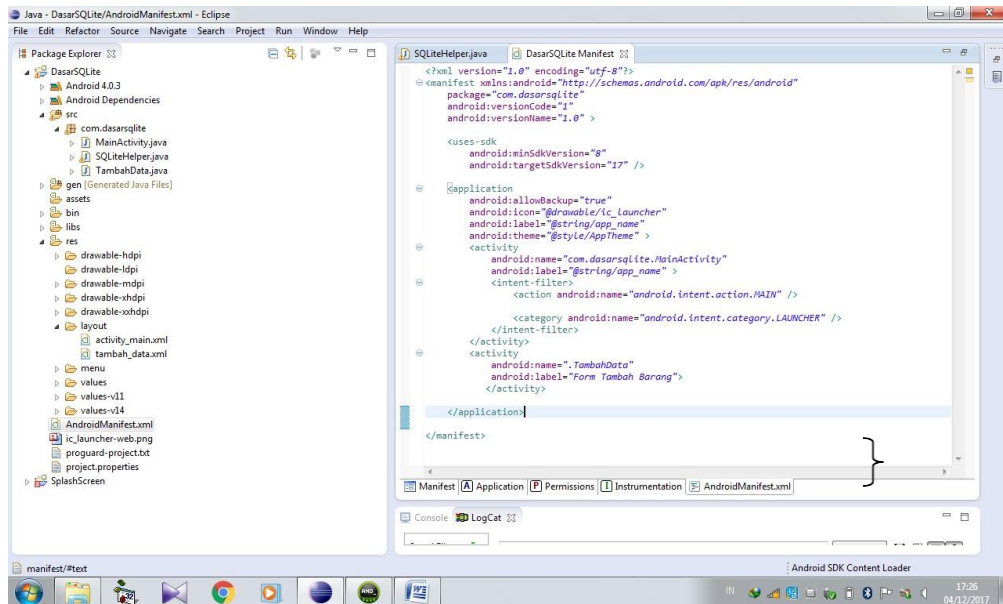 Java - DasarSQLite/AndroidManifest.xml - Eclipse
File Edit Refactor Source Navigate Search Project Run Window Help
Package Explorer
DasarSQLite
Android 4.0.3
Android Dependencies
src
com.dasarsqlite
MainActivity.java
SQLiteHelper.java
TambahData.java
gen [Generated Java Files]
assets
bin
libs
res
drawable-hdpi
drawable-ldpi
drawable-mdpi
drawable-xhdpi
drawable-xxhdpi
layout
activity_main.xml
tambah_data.xml
menu
values
values-v11
values-v14
AndroidManifest.xml
ic_launcher-web.png
proguard-project.txt
project.properties
SplashScreen
SQLiteHelper.java DasarSQLite Manifest
<?xml version="1.0" encoding="utf-8"?>
<manifest xmlns:android="http://schemas.android.com/apk/res/android"
package="com.dasarsqlite"
android:versionCode="1"
android:versionName="1.0" >
<uses-sdk
android:minSdkVersion="8"
android:targetSdkVersion="17" />
<application
android:allowBackup="true"
android:icon="@drawable/ic_launcher"
android:label="@string/app_name"
android:theme="@style/AppTheme" >
<activity
android:name="com.dasarsqlite.MainActivity"
android:label="@string/app_name" >
<intent-filter>
<action android:name="android.intent.action.MAIN" />
<category android:name="android.intent.category.LAUNCHER" />
</intent-filter>
</activity>
<activity
android:name=".TambahData"
android:label="Form Tambah Barang">
</activity>
</application>
</manifest>
Manifest A Application P Permissions I Instrumentation AndroidManifest.xml
Console LogCat
manifest/#text
Android SDK Content Loader
IN
17:26
04/12/2017